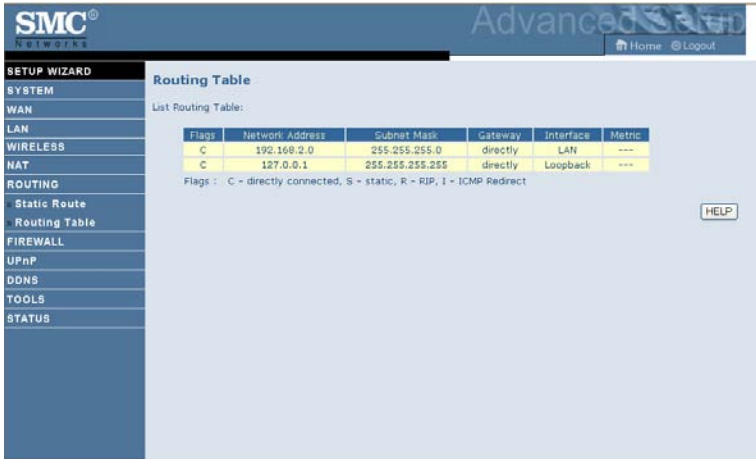 SMC®
Networks
Advanced Setup
Home Logout
SETUP WIZARD
SYSTEM
WAN
LAN
WIRELESS
NAT
ROUTING
» Static Route
» Routing Table
FIREWALL
UPnP
DDNS
TOOLS
STATUS
Routing Table
List Routing Table:
Flags Network Address Subnet Mask Gateway Interface Metric
C 192.168.2.0 255.255.255.0 directly LAN ---
C 127.0.0.1 255.255.255.255 directly Loopback ---
Flags : C - directly connected, S - static, R - RIP, I - ICMP Redirect
HELP